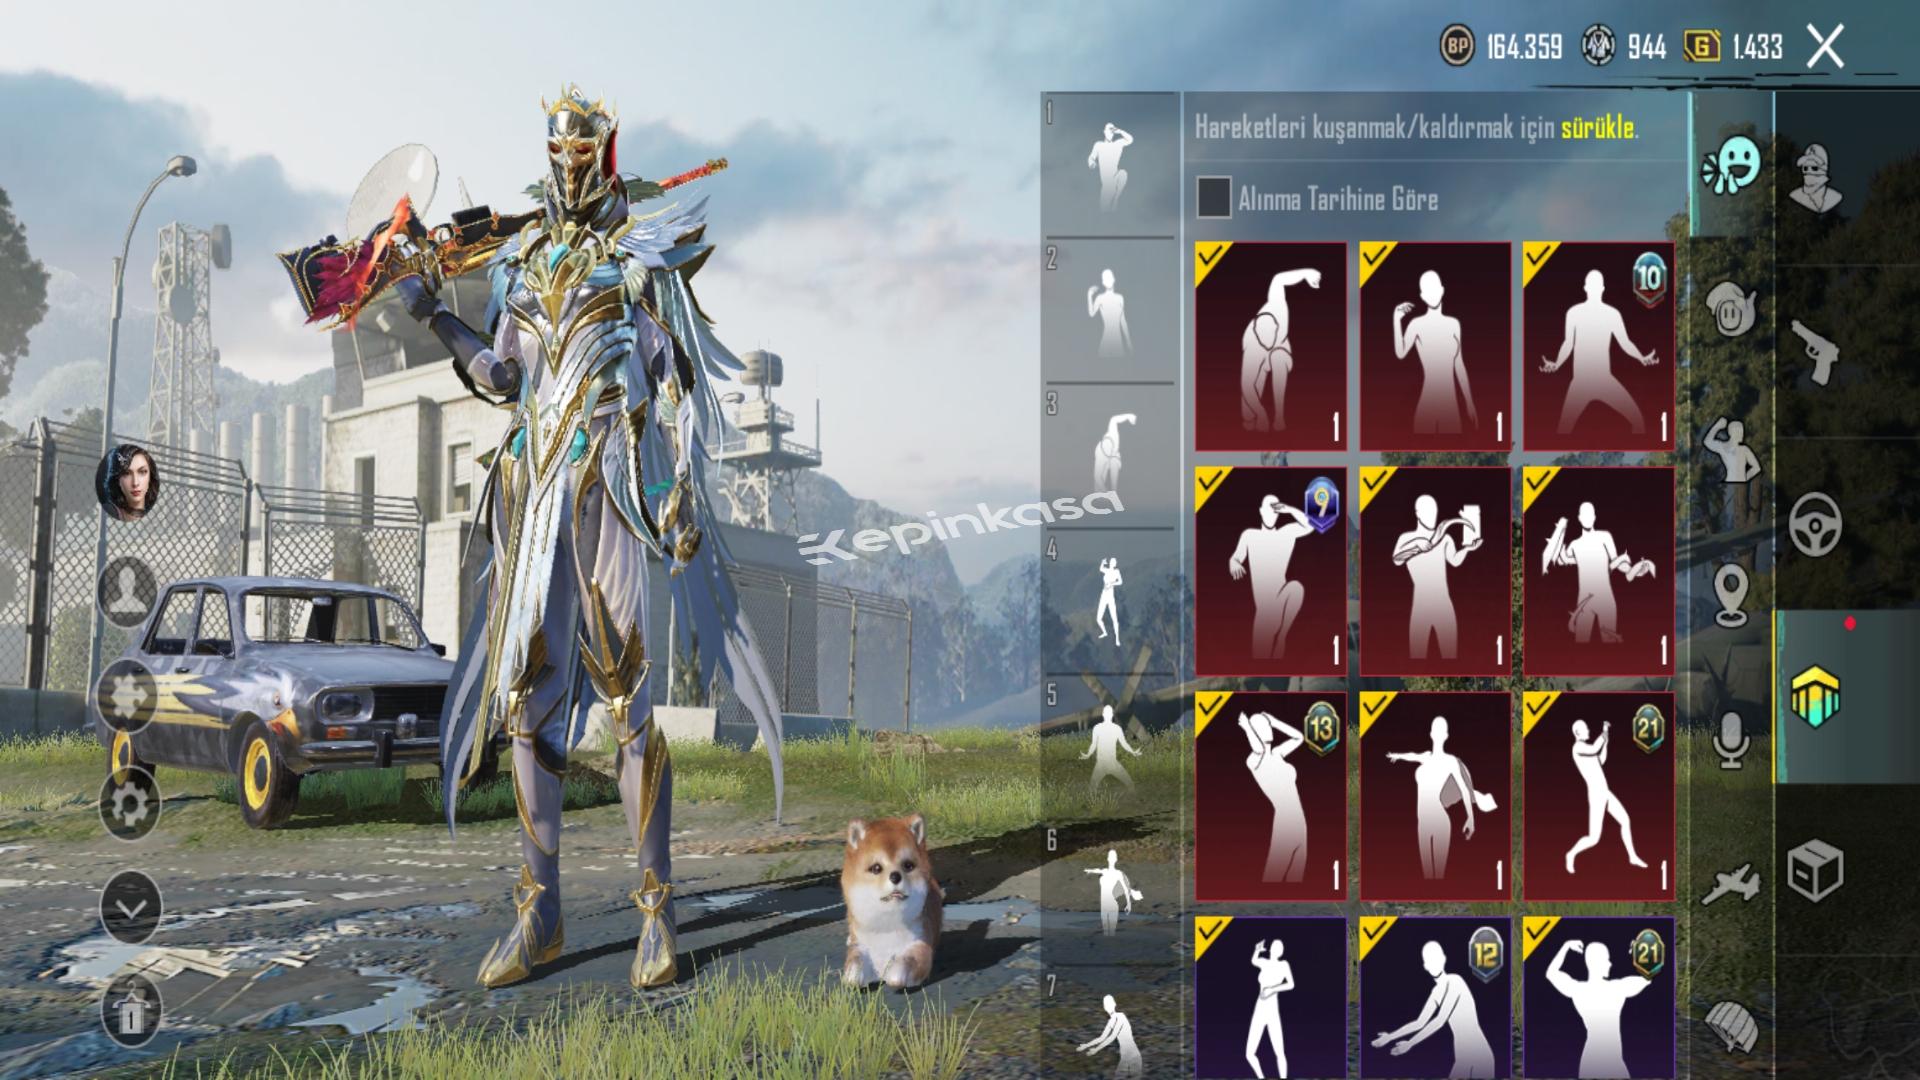 BP 164.359 944 G 1.433
Hareketleri kuşanmak/kaldırmak için sürükle.
Alınma Tarihine Göre
1
2
3
4
5
6
7
10
1 1 1
9
1 1 1
13 21
1 1 1
12 21
Kepinkasa
1